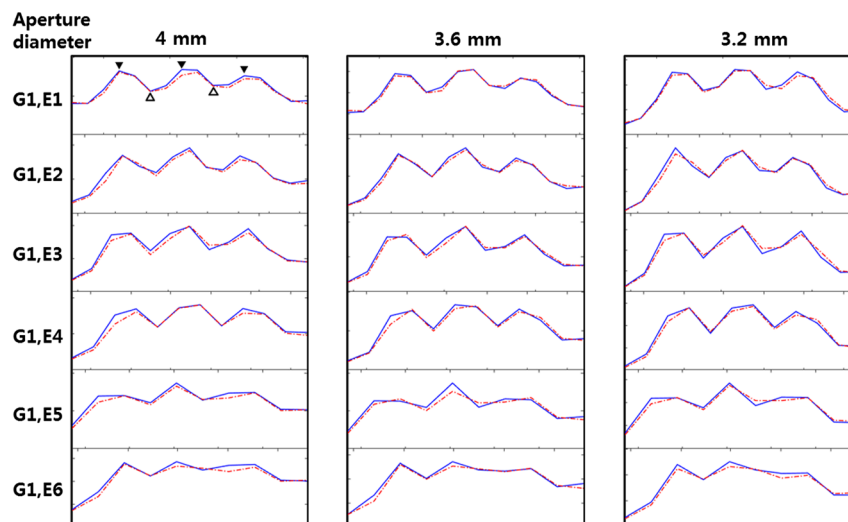 Aperture
diameter
4 mm
3.6 mm
3.2 mm
G1,E1
G1,E2
G1,E3
G1,E4
G1,E5
G1,E6